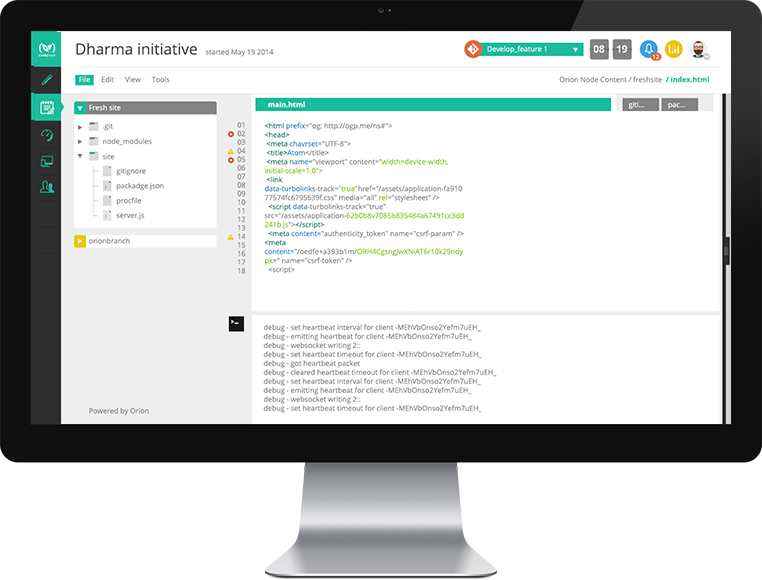 Dharma initiative
started May 19 2014
Develop_feature 1
08
19
12
File
Edit
View
Tools
Orion Node Content / freshsite / index.html
Fresh site
.git
node_modules
site
gitignore
packadge.json
procfile
server.js
orionbranch
Powered by Orion
main.html
giti...
pac...
01
02
03
04
05
06
07
08
09
10
11
12
13
14
15
16
17
18
<html prefix="og: http://ogp.me/ns#">
<head>
<meta chavrset="UTF-8">
<title>Atom</title>
<meta name="viewport" content="width=device-width,
initial-scale=1.0">
<link
data-turbolinks-track="true'href="/assets/application-fa910
77574fc6795639f.css" media="all" rel="stylesheet" />
<script data-turbolinks-track="true"
src="/assets/application-62b0b8v7085b835484a67491cc3dd
241b.js"></script>
<meta content="authenticity_token" name="csrf-param" />
<meta
content="/oedfe+a393b1m/ORH4CgsngJwXNiAT6r10k29ndy
pk=" name="csrf-token" />
<script>
debug - set heartbeat interval for client -MEhVbOnso2Yefm7uEH_
debug - emitting heartbeat for client -MEhVbOnso2Yefm7uEH_
debug - websocket writing 2::
debug - set heartbeat timeout for client -MEhVbOnso2Yefm7uEH_
debug - got heartbeat packet
debug - cleared heartbeat timeout for client -MEhVbOnso2Yefm7uEH_
debug - set heartbeat interval for client -MEhVbOnso2Yefm7uEH_
debug - emitting heartbeat for client -MEhVbOnso2Yefm7uEH_
debug - websocket writing 2::
debug - set heartbeat timeout for client -MEhVbOnso2Yefm7uEH_